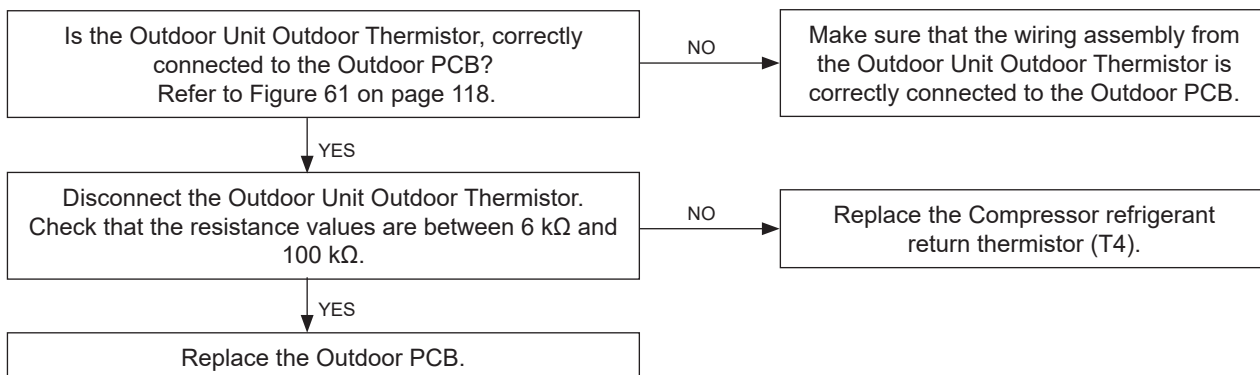 Is the Outdoor Unit Outdoor Thermistor, correctly
connected to the Outdoor PCB?
Refer to Figure 61 on page 118.
NO
Make sure that the wiring assembly from
the Outdoor Unit Outdoor Thermistor is
correctly connected to the Outdoor PCB.
YES
Disconnect the Outdoor Unit Outdoor Thermistor.
Check that the resistance values are between 6 kΩ and
100 kΩ.
NO
Replace the Compressor refrigerant
return thermistor (T4).
YES
Replace the Outdoor PCB.